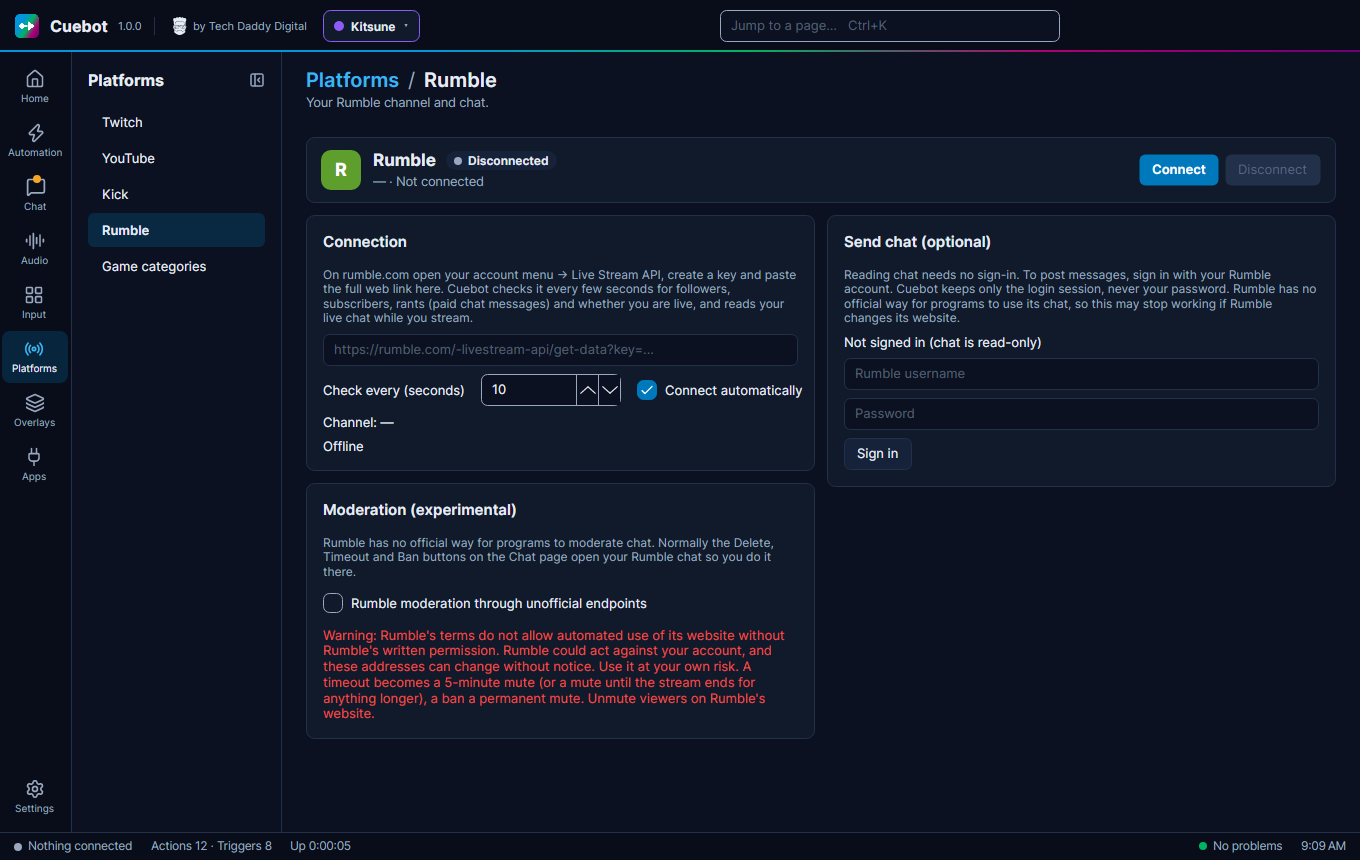 Cuebot 1.0.0 by Tech Daddy Digital Kitsune Jump to a page... Ctrl+K
Home
Automation
Chat
Audio
Input
Platforms
Overlays
Apps
Settings
Platforms
Twitch
YouTube
Kick
Rumble
Game categories
Platforms / Rumble
Your Rumble channel and chat.
R
Rumble Disconnected
— · Not connected
Connect Disconnect
Connection
On rumble.com open your account menu → Live Stream API, create a key and paste
the full web link here. Cuebot checks it every few seconds for followers,
subscribers, rants (paid chat messages) and whether you are live, and reads your
live chat while you stream.
https://rumble.com/-livestream-api/get-data?key=...
Check every (seconds) 10 Connect automatically
Channel: —
Offline
Send chat (optional)
Reading chat needs no sign-in. To post messages, sign in with your Rumble
account. Cuebot keeps only the login session, never your password. Rumble has no
official way for programs to use its chat, so this may stop working if Rumble
changes its website.
Not signed in (chat is read-only)
Rumble username
Password
Sign in
Moderation (experimental)
Rumble has no official way for programs to moderate chat. Normally the Delete,
Timeout and Ban buttons on the Chat page open your Rumble chat so you do it
there.
Rumble moderation through unofficial endpoints
Warning: Rumble's terms do not allow automated use of its website without
Rumble's written permission. Rumble could act against your account, and
these addresses can change without notice. Use it at your own risk. A
timeout becomes a 5-minute mute (or a mute until the stream ends for
anything longer), a ban a permanent mute. Unmute viewers on Rumble's
website.
Nothing connected Actions 12 · Triggers 8 Up 0:00:05 No problems 9:09 AM